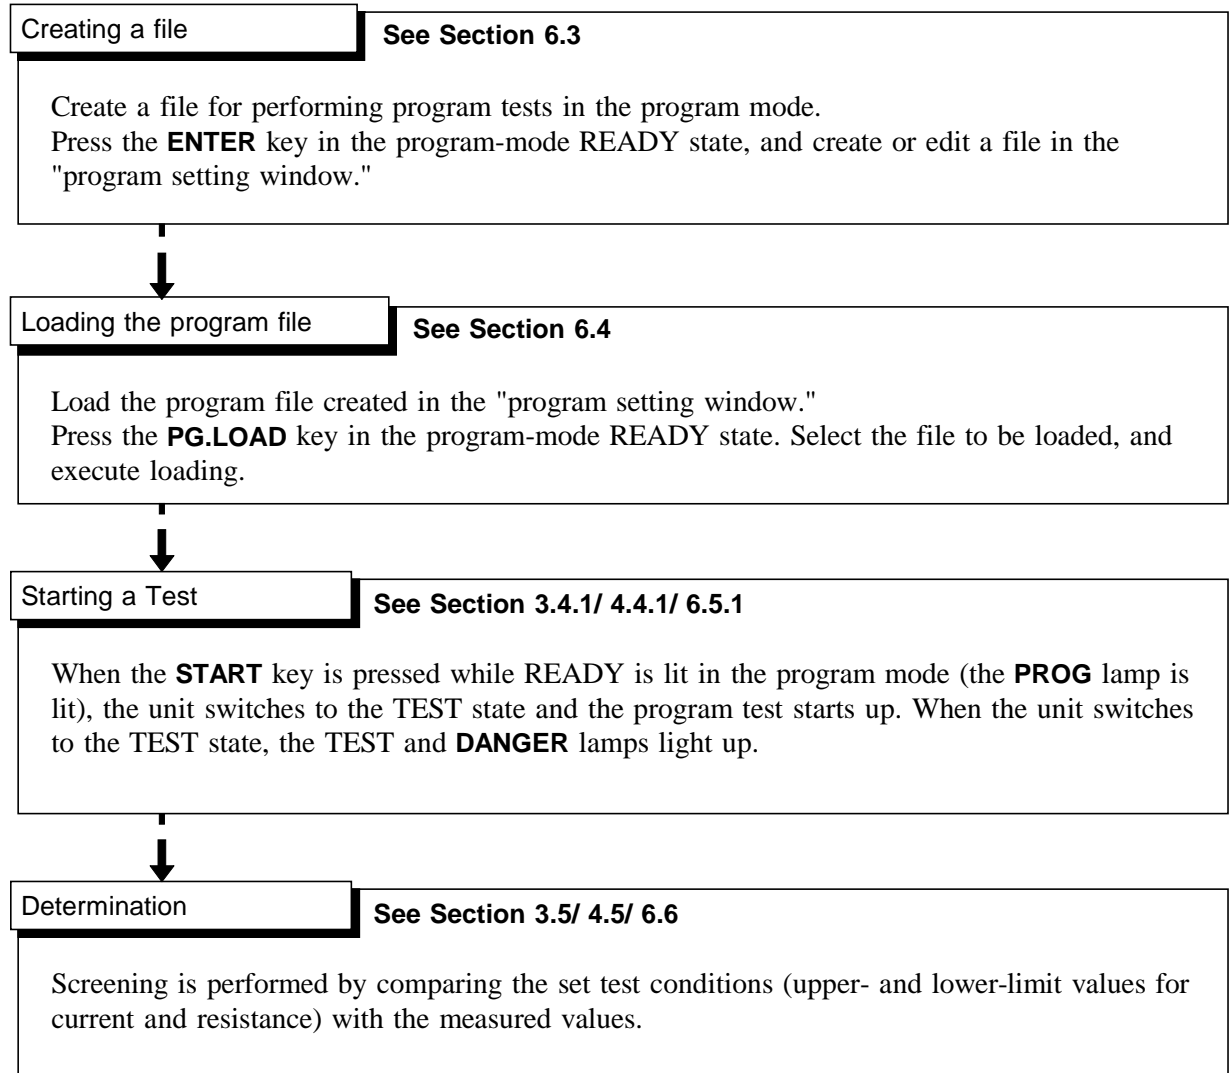 Creating a file
See Section 6.3
Create a file for performing program tests in the program mode.
Press the ENTER key in the program-mode READY state, and create or edit a file in the
"program setting window."
Loading the program file
See Section 6.4
Load the program file created in the "program setting window."
Press the PG.LOAD key in the program-mode READY state. Select the file to be loaded, and
execute loading.
Starting a Test
See Section 3.4.1/ 4.4.1/ 6.5.1
When the START key is pressed while READY is lit in the program mode (the PROG lamp is
lit), the unit switches to the TEST state and the program test starts up. When the unit switches
to the TEST state, the TEST and DANGER lamps light up.
Determination
See Section 3.5/ 4.5/ 6.6
Screening is performed by comparing the set test conditions (upper- and lower-limit values for
current and resistance) with the measured values.